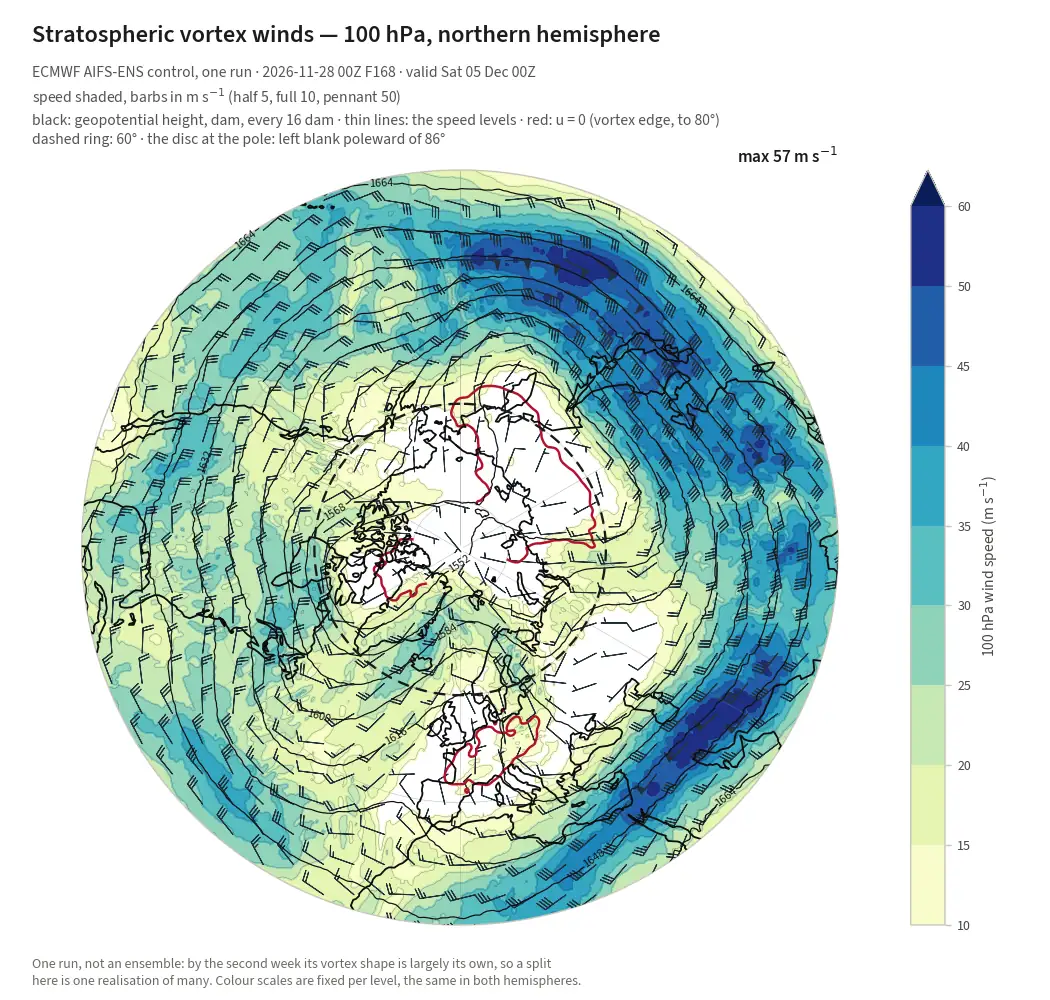 Stratospheric vortex winds — 100 hPa, northern hemisphere
ECMWF AIFS-ENS control, one run · 2026-11-28 00Z F168 · valid Sat 05 Dec 00Z
speed shaded, barbs in m s⁻¹ (half 5, full 10, pennant 50)
black: geopotential height, dam, every 16 dam · thin lines: the speed levels · red: u = 0 (vortex edge, to 80°)
dashed ring: 60° · the disc at the pole: left blank poleward of 86°
max 57 m s⁻¹
1664
1664
1664
1632
1568
1552
1584
1600
1616
1648
1664
60
50
45
40
35
30
25
20
15
10
100 hPa wind speed (m s⁻¹)
One run, not an ensemble: by the second week its vortex shape is largely its own, so a split
here is one realisation of many. Colour scales are fixed per level, the same in both hemispheres.